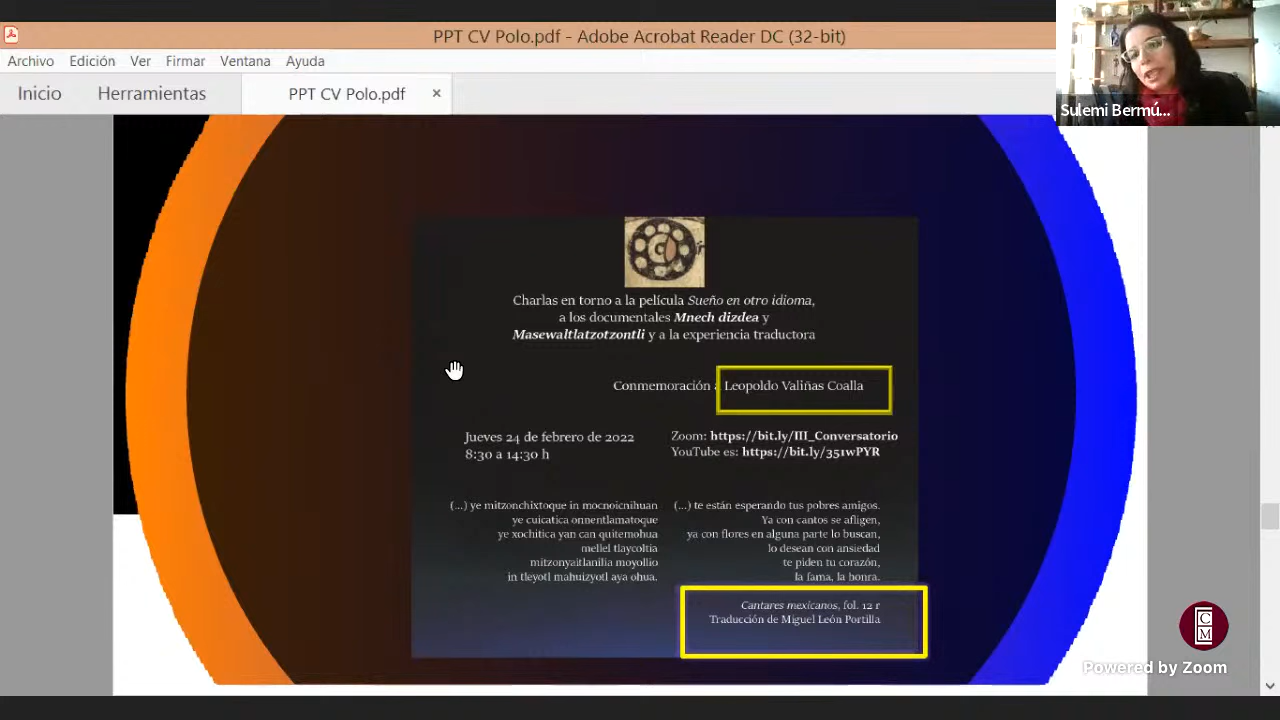 PPT CV Polo.pdf - Adobe Acrobat Reader DC (32-bit)
Archivo Edición Ver Firmar Ventana Ayuda
Inicio Herramientas PPT CV Polo.pdf ×
Sulemi Bermú...
Charlas en torno a la película Sueño en otro idioma,
a los documentales Mnech dizdea y
Masewaltlatzotzontli y a la experiencia traductora
Conmemoración a Leopoldo Valiñas Coalla
Jueves 24 de febrero de 2022
8:30 a 14:30 h
Zoom: https://bit.ly/III_Conversatorio
YouTube es: https://bit.ly/351wPYR
(...) ye mitzonchixtoque in mocnoicnihuan
ye cuicatica onnentlamatoque
ye xochitica yan can quitemohua
mellel tlaycoltia
mitzonyaitlanilia moyollio
in tleyotl mahuizyotl aya ohua.
(...) te están esperando tus pobres amigos.
Ya con cantos se afligen,
ya con flores en alguna parte lo buscan,
lo desean con ansiedad
te piden tu corazón,
la fama, la honra.
Cantares mexicanos, fol. 12 r
Traducción de Miguel León Portilla
C
M
Powered by Zoom